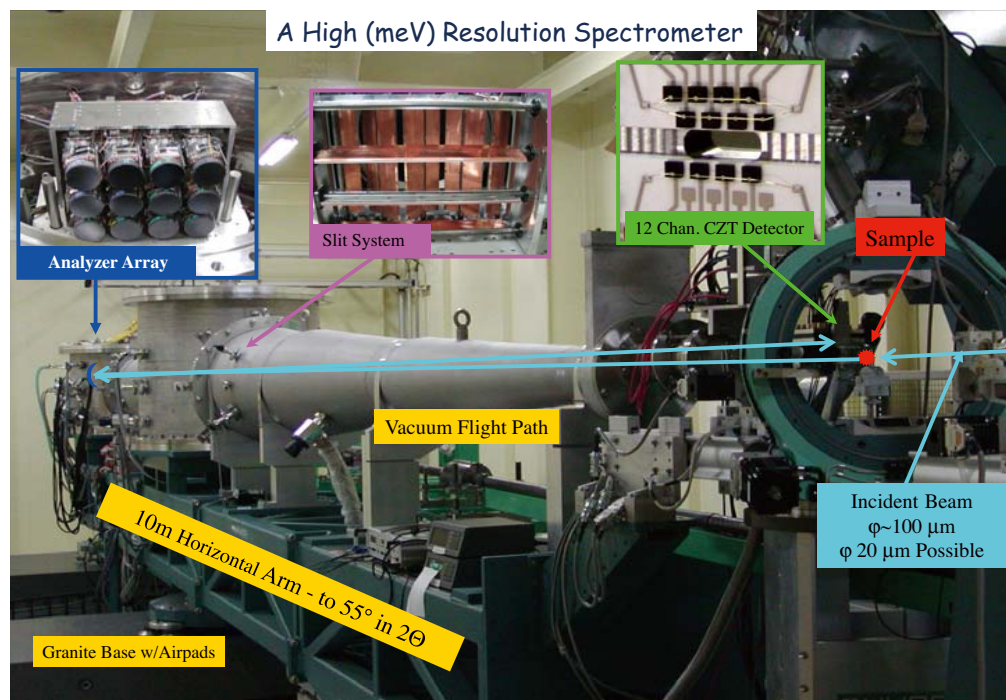 A High (meV) Resolution Spectrometer
Analyzer Array
Slit System
12 Chan. CZT Detector
Sample
Vacuum Flight Path
Incident Beam
φ~100 μm
φ 20 μm Possible
10m Horizontal Arm - to 55° in 2Θ
Granite Base w/Airpads